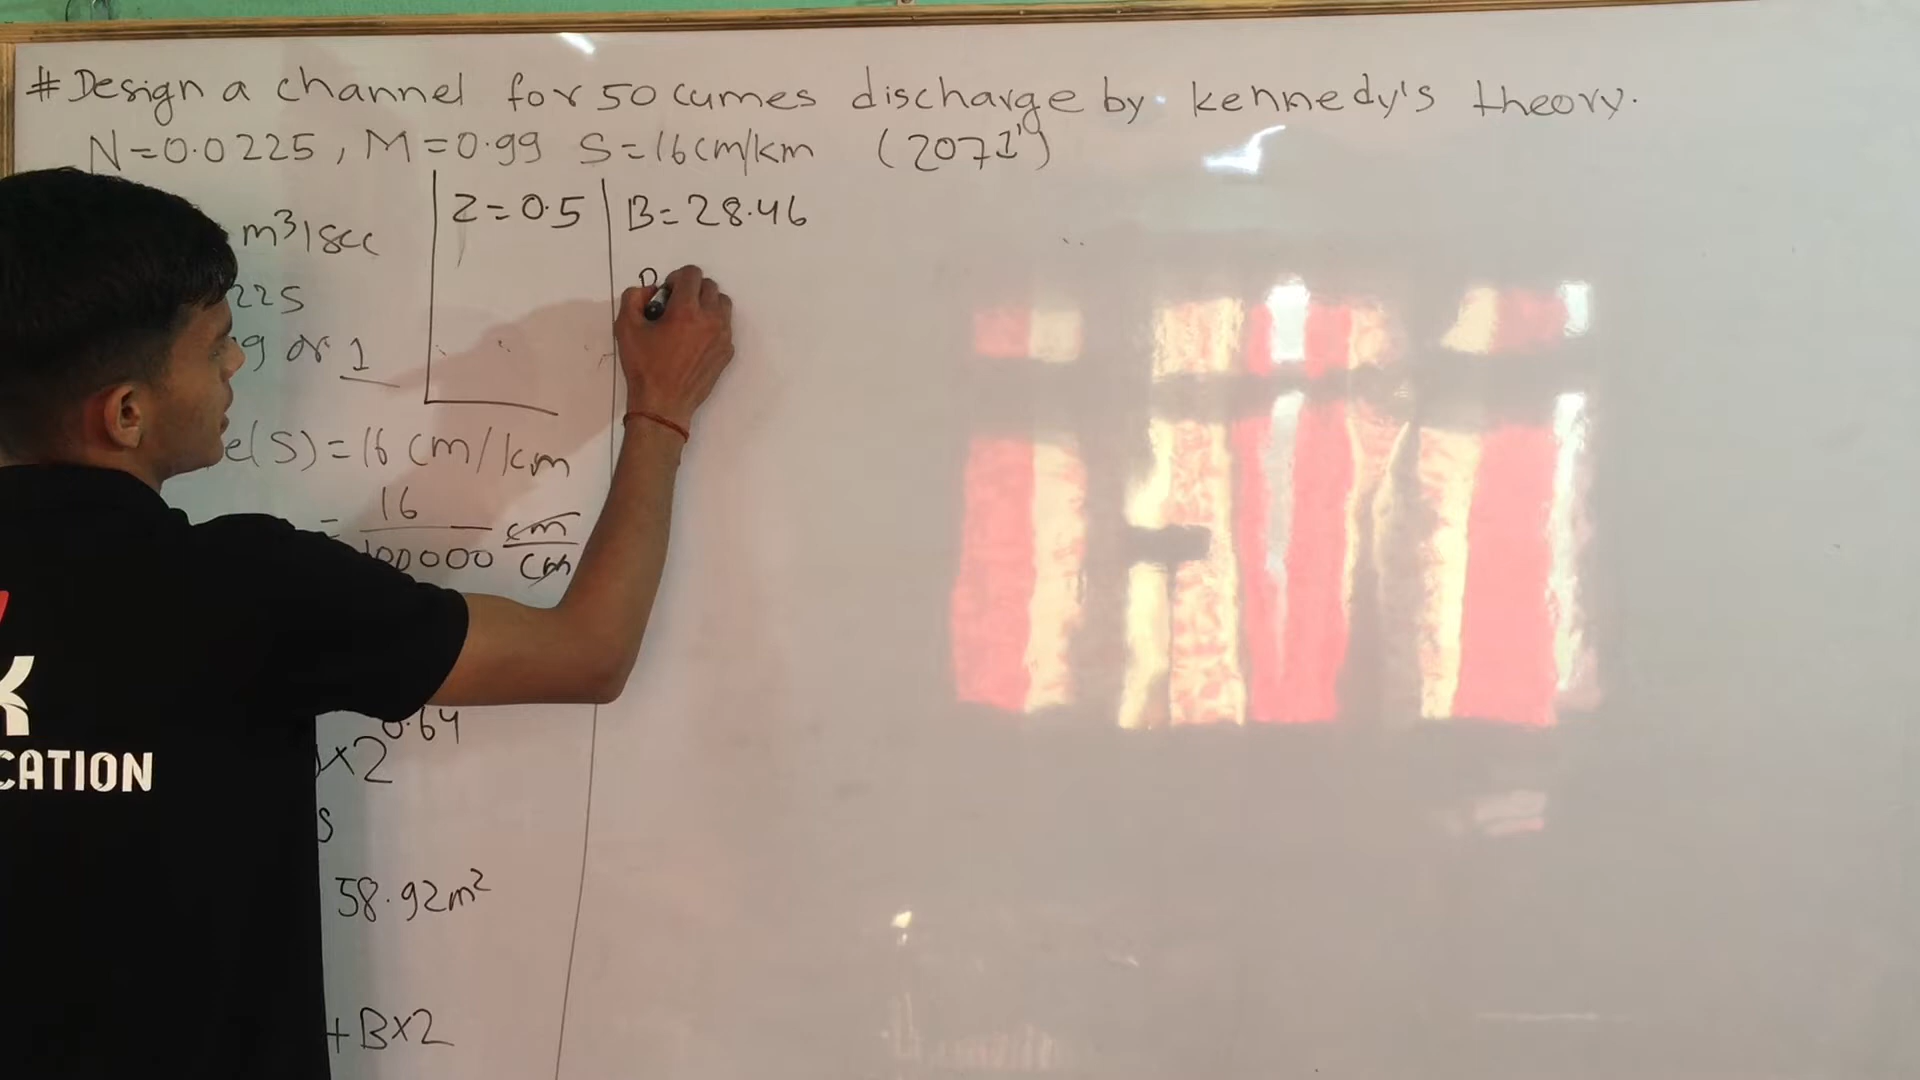 # Design a channel for 50 cumes discharge by kennedy's theory.
N=0.0225, M=0.99 S=16cm/km (2071')
m³/sec
225
9 or 1
Z=0.5
B=28.46
e(S)=16 cm/km
= 16
100000 cm
cm
×2^0.64
58.92m²
+B×2
CATION